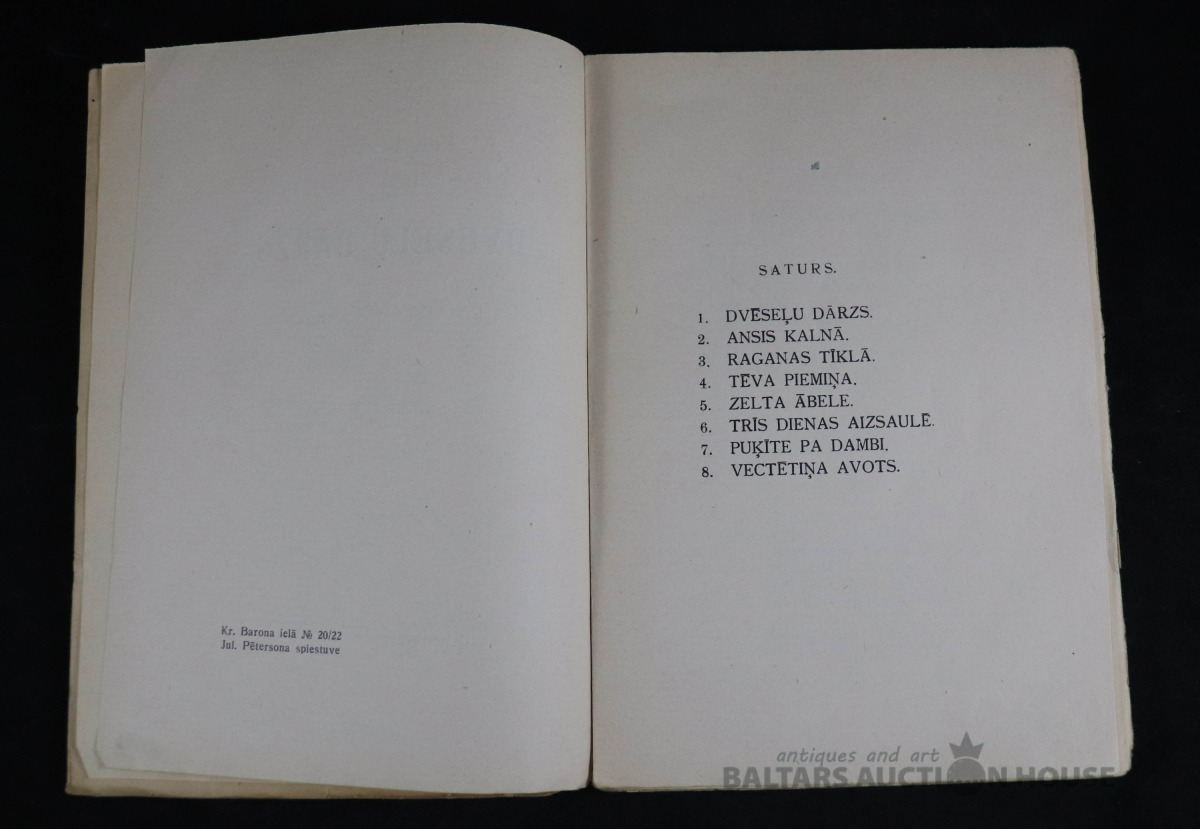 Kr. Barona ielā № 20/22
Jul. Pētersona spiestuve
SATURS.
1. DVĒSEĻU DĀRZS.
2. ANSIS KALNĀ.
3. RAGANAS TĪKLĀ.
4. TĒVA PIEMIŅA.
5. ZELTA ĀBELE.
6. TRĪS DIENAS AIZSAULĒ.
7. PUĶĪTE PA DAMBI.
8. VECTĒTIŅA AVOTS.
antiques and art
BALTARS AUCTION HOUSE